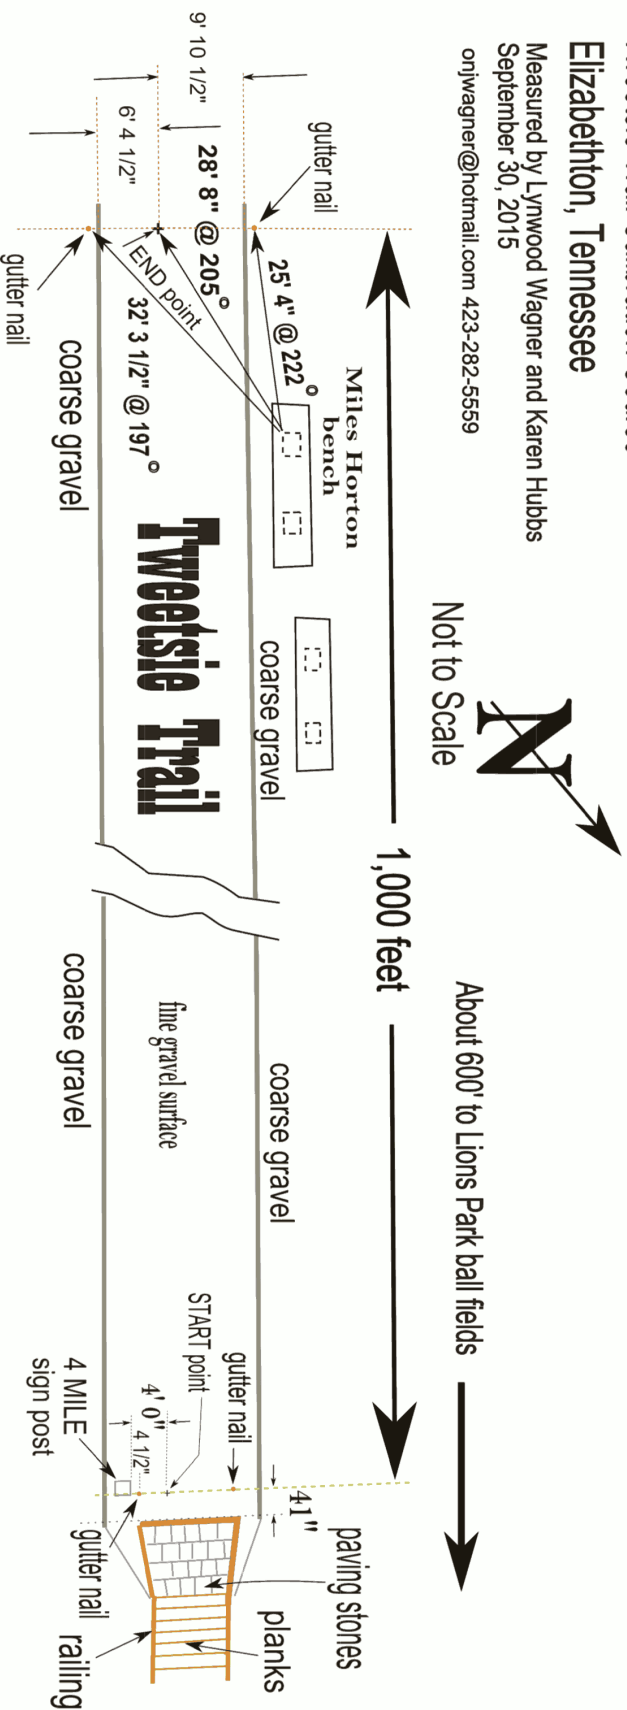 Elizabethton, Tennessee
Measured by Lynwood Wagner and Karen Hubbs
September 30, 2015
onjwagner@hotmail.com 423-282-5559
N
Not to Scale
About 600' to Lions Park ball fields
1,000 feet
Miles Horton
bench
gutter nail
25' 4" @ 222°
28' 8" @ 205°
END point
32' 3 1/2" @ 197°
9' 10 1/2"
6' 4 1/2"
gutter nail
coarse gravel
coarse gravel
Tweetsie Trail
fine gravel surface
coarse gravel
coarse gravel
START point
gutter nail
4' 0"
4 1/2"
4 MILE
sign post
41"
paving stones
planks
gutter nail
railing